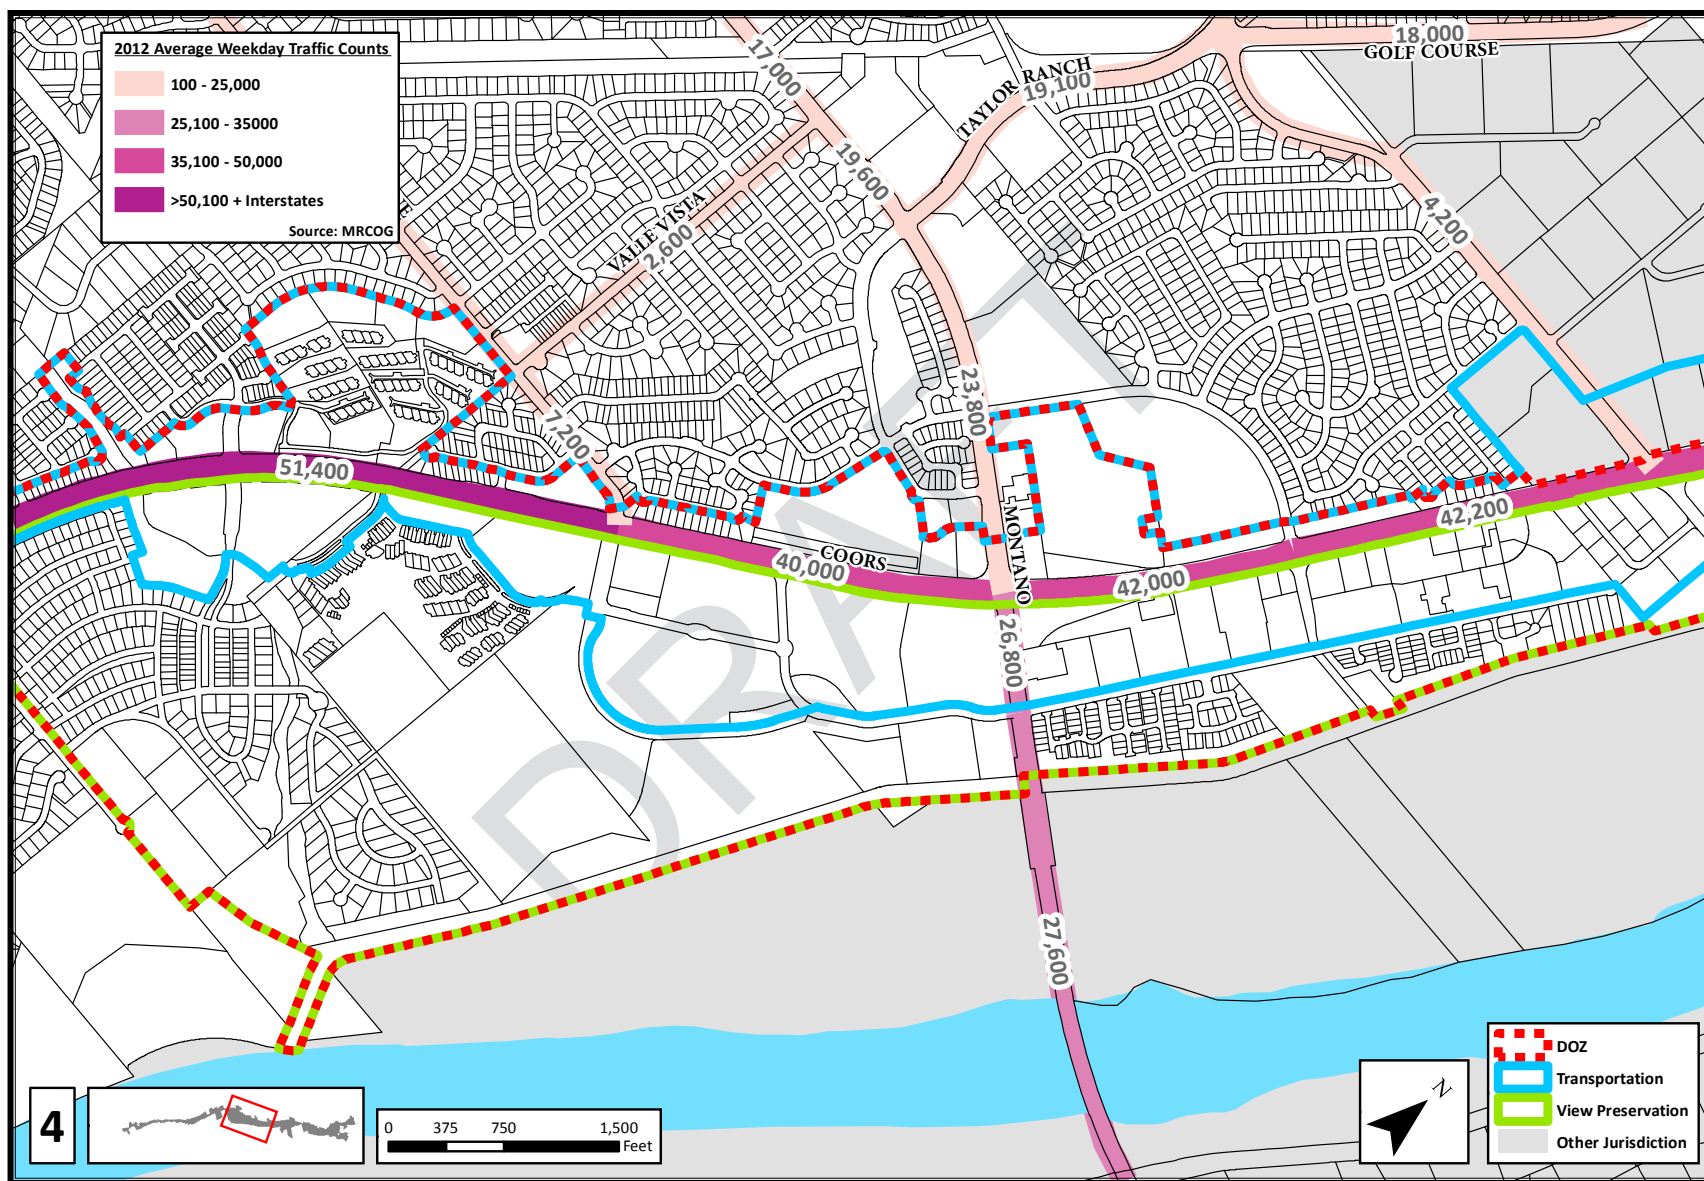 2012 Average Weekday Traffic Counts
100 - 25,000
25,100 - 35000
35,100 - 50,000
>50,100 + Interstates
Source: MRCOG
17,000
18,000
GOLF COURSE
TAYLOR RANCH
19,100
19,600
VALLE VISTA
2,600
4,200
23,800
7,200
51,400
42,200
MONTANO
COORS
40,000
42,000
26,800
27,600
DRAFT
DOZ
Transportation
View Preservation
Other Jurisdiction
N
4
0 375 750 1,500
Feet